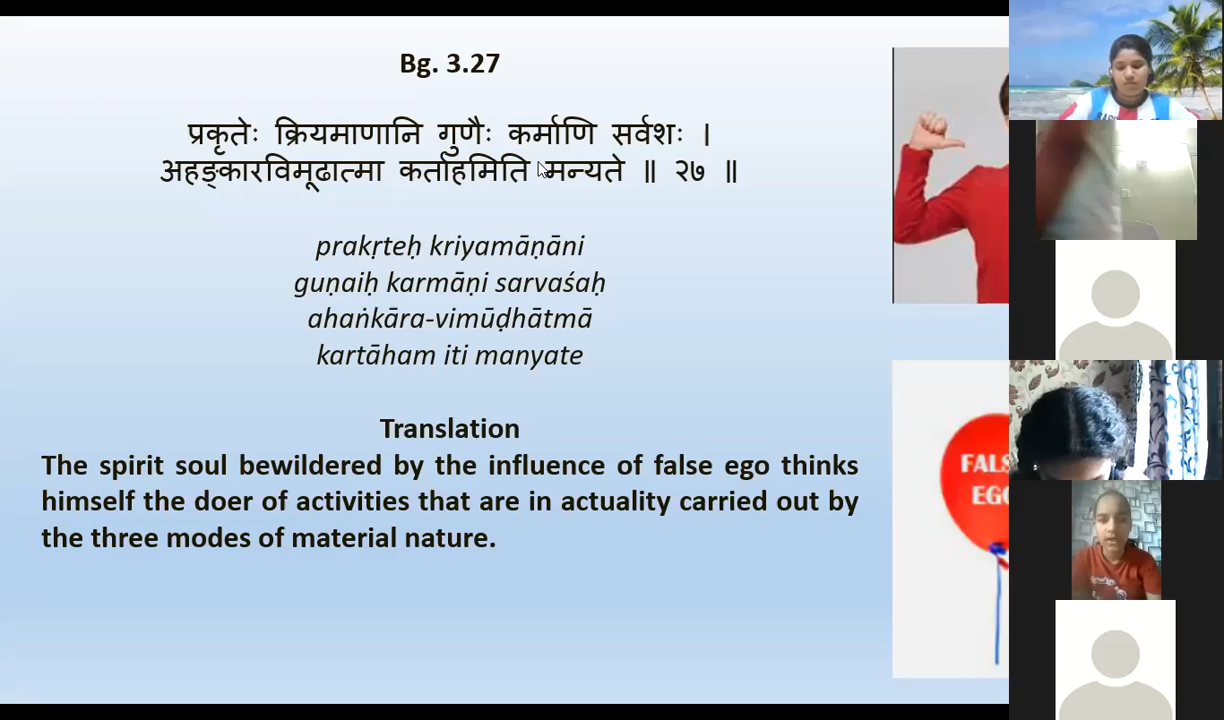 Bg. 3.27
प्रकृतेः क्रियमाणानि गुणैः कर्माणि सर्वशः ।
अहङ्कारविमूढात्मा कर्ताहमिति मन्यते ॥ २७ ॥
prakṛteḥ kriyamāṇāni
guṇaiḥ karmāṇi sarvaśaḥ
ahaṅkāra-vimūḍhātmā
kartāham iti manyate
Translation
The spirit soul bewildered by the influence of false ego thinks
himself the doer of activities that are in actuality carried out by
the three modes of material nature.